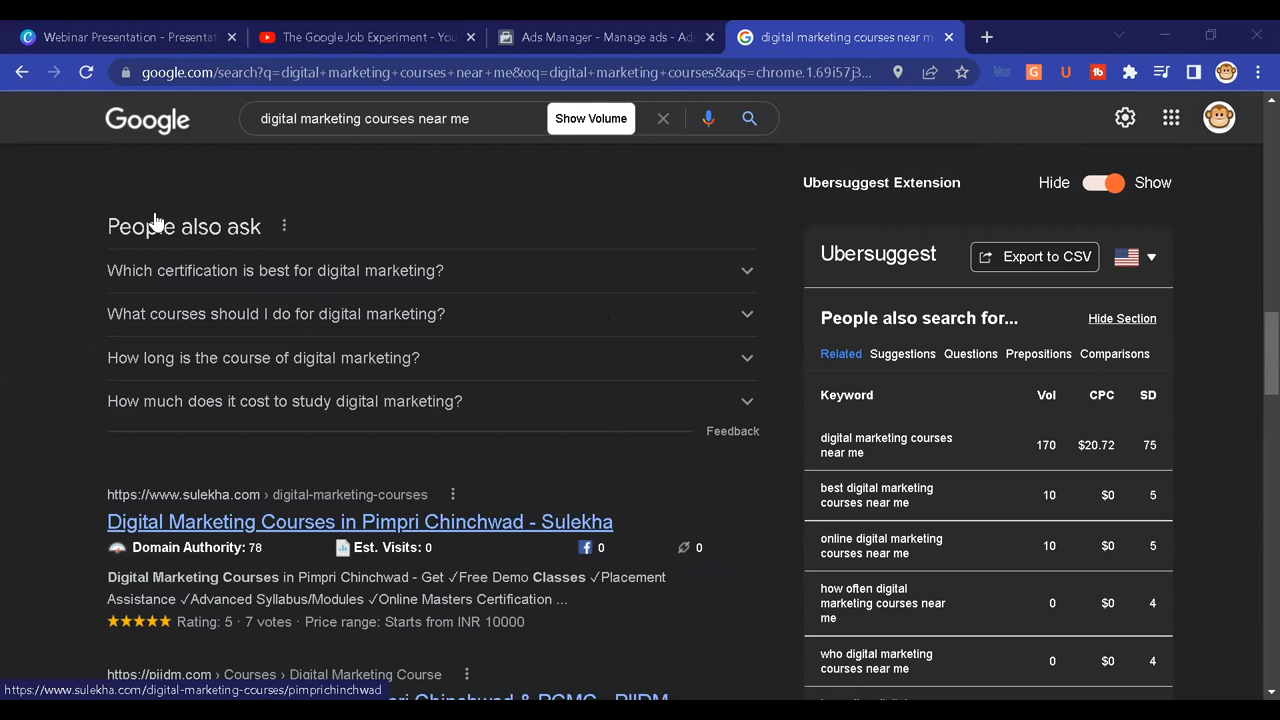 Webinar Presentation - Presentat
The Google Job Experiment - You
Ads Manager - Manage ads - Ads
digital marketing courses near m
google.com/search?q=digital+marketing+courses+near+me&oq=digital+marketing+courses&aqs=chrome.1.69i57j3...
Google
digital marketing courses near me
Show Volume
Ubersuggest Extension
Hide
Show
People also ask
Which certification is best for digital marketing?
What courses should I do for digital marketing?
How long is the course of digital marketing?
How much does it cost to study digital marketing?
Feedback
https://www.sulekha.com › digital-marketing-courses
Digital Marketing Courses in Pimpri Chinchwad - Sulekha
Domain Authority: 78 Est. Visits: 0 0 0
Digital Marketing Courses in Pimpri Chinchwad - Get ✓Free Demo Classes ✓Placement
Assistance ✓Advanced Syllabus/Modules ✓Online Masters Certification ...
Rating: 5 · 7 votes · Price range: Starts from INR 10000
https://piidm.com › Courses › Digital Marketing Course
pri Chinchwad & PCMC - PIIDM
https://www.sulekha.com/digital-marketing-courses/pimprichinchwad
Ubersuggest
Export to CSV
People also search for...
Hide Section
Related Suggestions Questions Prepositions Comparisons
Keyword Vol CPC SD
digital marketing courses
near me 170 $20.72 75
best digital marketing
courses near me 10 $0 5
online digital marketing
courses near me 10 $0 5
how often digital
marketing courses near
me 0 $0 4
who digital marketing
courses near me 0 $0 4